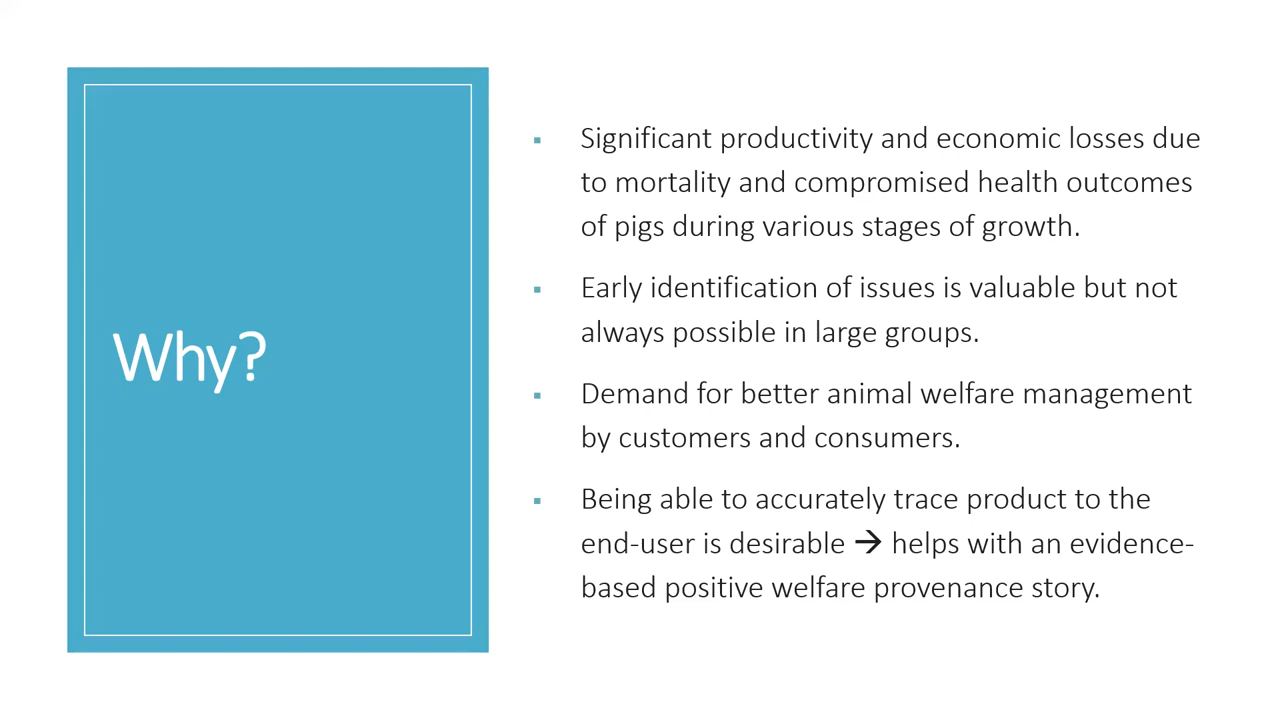 Why?
▪ Significant productivity and economic losses due
to mortality and compromised health outcomes
of pigs during various stages of growth.
▪ Early identification of issues is valuable but not
always possible in large groups.
▪ Demand for better animal welfare management
by customers and consumers.
▪ Being able to accurately trace product to the
end-user is desirable → helps with an evidence-
based positive welfare provenance story.